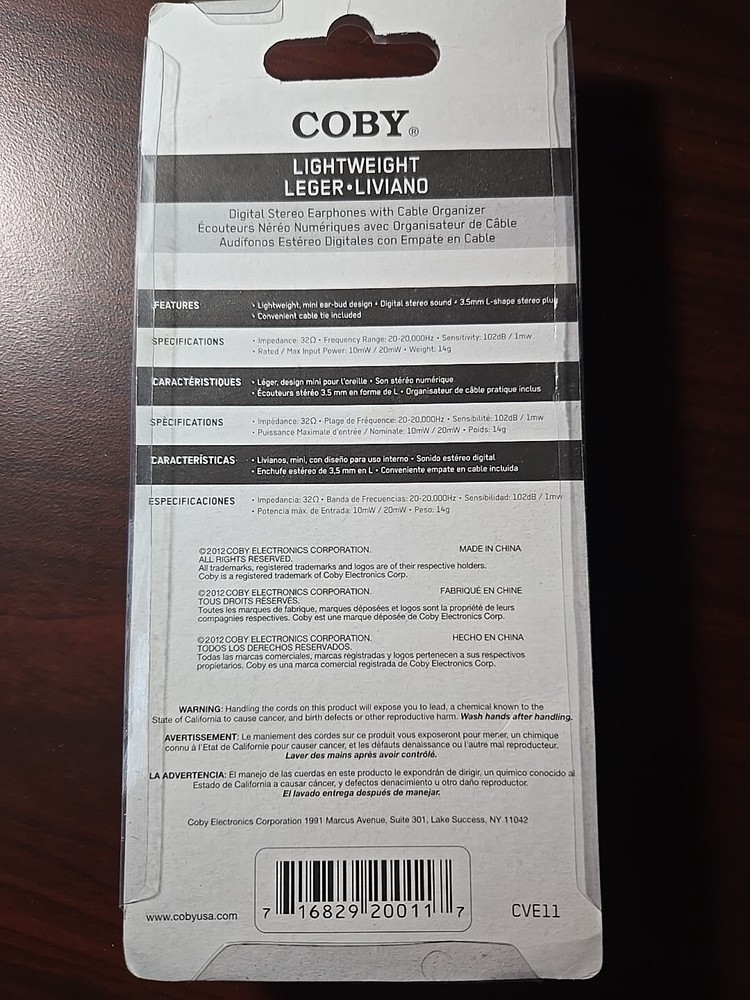 COBY®
LIGHTWEIGHT
LEGER•LIVIANO
Digital Stereo Earphones with Cable Organizer
Écouteurs Néréo Numériques avec Organisateur de Câble
Audífonos Estéreo Digitales con Empate en Cable
FEATURES
• Lightweight, mini ear-bud design • Digital stereo sound • 3.5mm L-shape stereo plug
• Convenient cable tie included
SPECIFICATIONS
• Impedance: 32Ω • Frequency Range: 20-20,000Hz • Sensitivity: 102dB / 1mw
• Rated / Max Input Power: 10mW / 20mW • Weight: 14g
CARACTÉRISTIQUES
• Léger, design mini pour l'oreille • Son stéréo numérique
• Écouteurs stéréo 3.5 mm en forme de L • Organisateur de câble pratique inclus
SPÉCIFICATIONS
• Impédance: 32Ω • Plage de Fréquence: 20-20,000Hz • Sensibilité: 102dB / 1mw
• Puissance Maximale d'entrée / Nominale: 10mW / 20mW • Poids: 14g
CARACTERÍSTICAS
• Livianos, mini, con diseño para uso interno • Sonido estéreo digital
• Enchufe estéreo de 3,5 mm en L • Conveniente empate en cable incluida
ESPECIFICACIONES
• Impedancia: 32Ω • Banda de Frecuencias: 20-20,000Hz • Sensibilidad: 102dB / 1mw
• Potencia máx. de Entrada: 10mW / 20mW • Peso: 14g
©2012 COBY ELECTRONICS CORPORATION. MADE IN CHINA
ALL RIGHTS RESERVED.
All trademarks, registered trademarks and logos are of their respective holders.
Coby is a registered trademark of Coby Electronics Corp.
©2012 COBY ELECTRONICS CORPORATION. FABRIQUÉ EN CHINE
TOUS DROITS RÉSERVÉS.
Toutes les marques de fabrique, marques déposées et logos sont la propriété de leurs
compagnies respectives. Coby est une marque déposée de Coby Electronics Corp.
©2012 COBY ELECTRONICS CORPORATION. HECHO EN CHINA
TODOS LOS DERECHOS RESERVADOS.
Todas las marcas comerciales, marcas registradas y logos pertenecen a sus respectivos
propietarios. Coby es una marca comercial registrada de Coby Electronics Corp.
WARNING: Handling the cords on this product will expose you to lead, a chemical known to the
State of California to cause cancer, and birth defects or other reproductive harm. Wash hands after handling.
AVERTISSEMENT: Le maniement des cordes sur ce produit vous exposeront pour mener, un chimique
connu à l'Etat de Californie pour causer cancer, et les défauts denaissance ou l'autre mal reproducteur.
Laver des mains après avoir contrôlé.
LA ADVERTENCIA: El manejo de las cuerdas en este producto le expondrán de dirigir, un químico conocido al
Estado de California a causar cáncer, y defectos denacimiento u otro daño reproductor.
El lavado entrega después de manejar.
Coby Electronics Corporation 1991 Marcus Avenue, Suite 301, Lake Success, NY 11042
www.cobyusa.com
7 16829 20011 7
CVE11